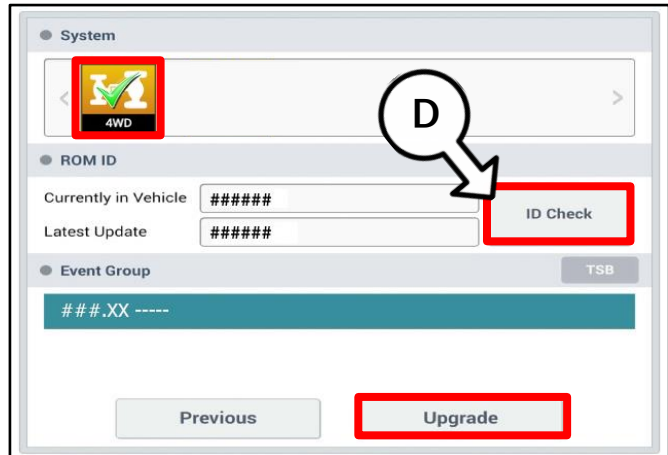 System
<
4WD
>
D
ROM ID
Currently in Vehicle ######
ID Check
Latest Update ######
Event Group TSB
###.XX -----
Previous Upgrade